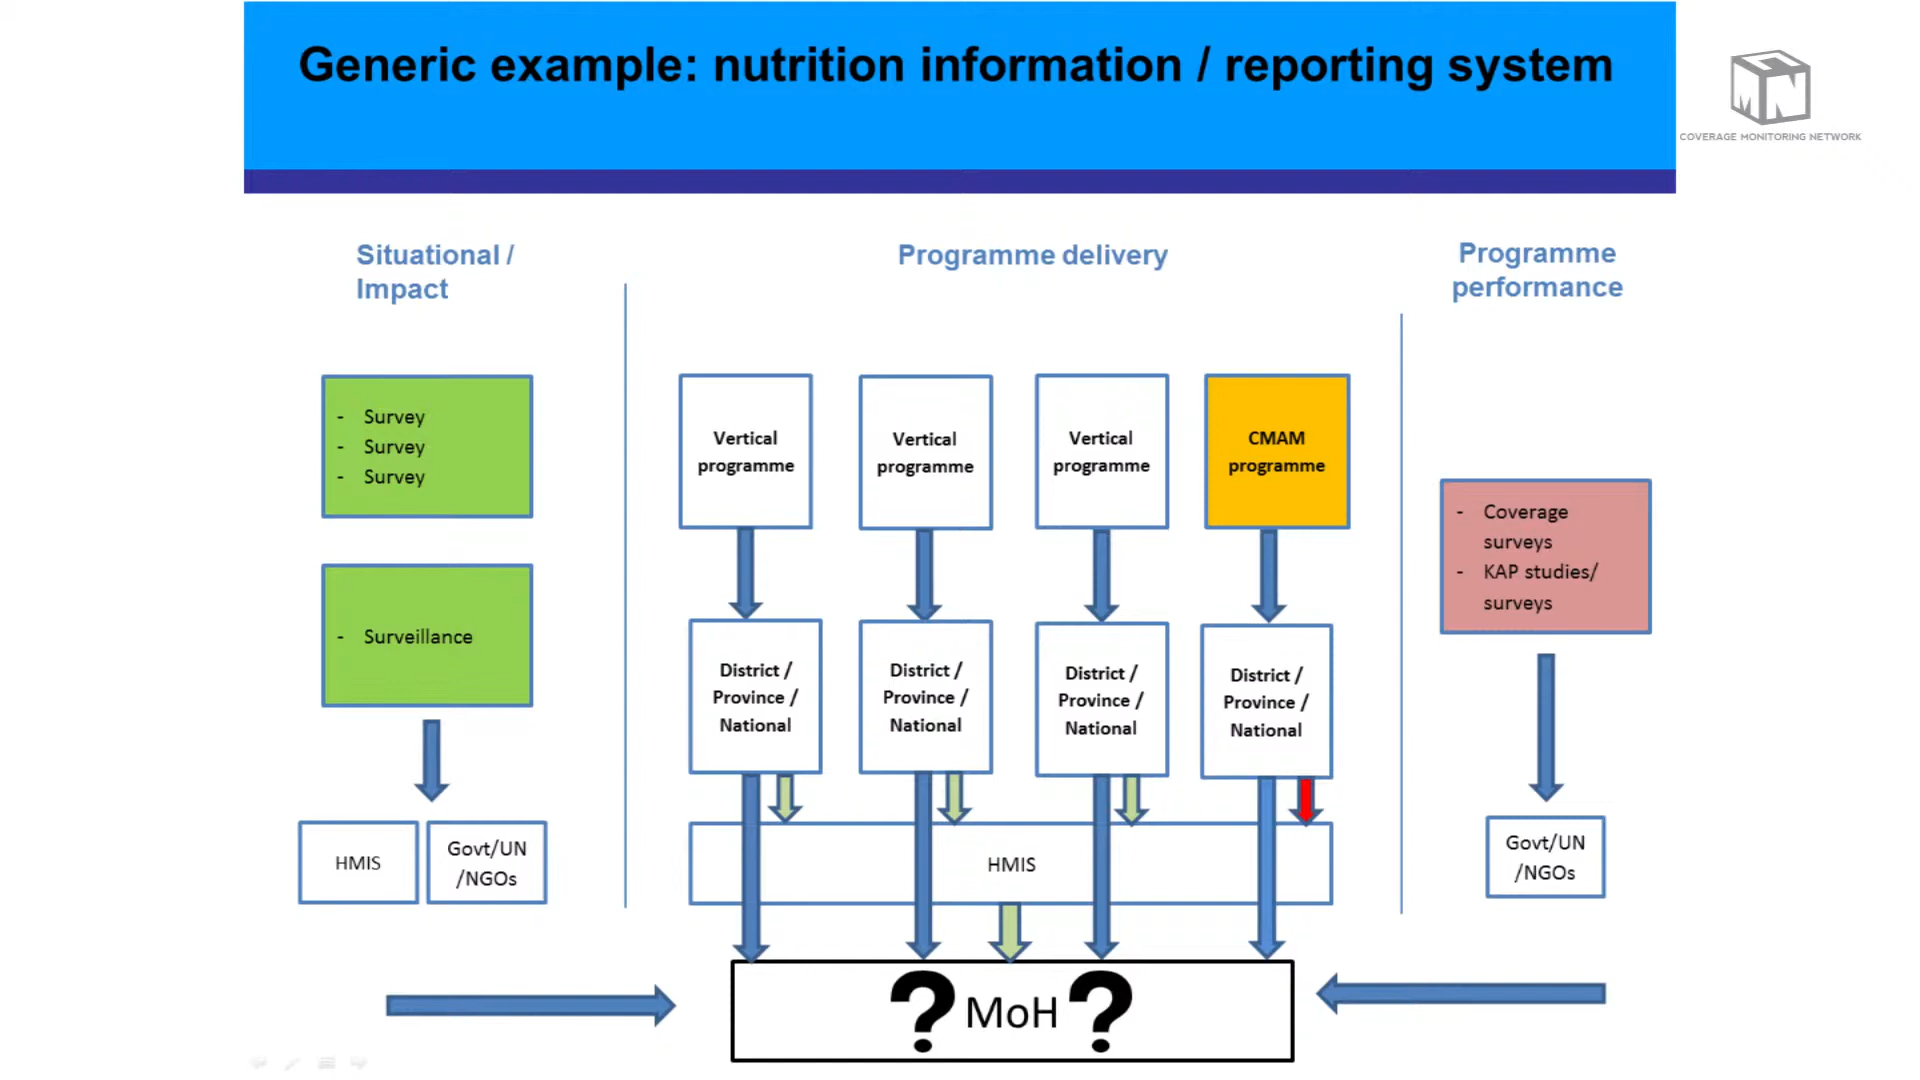 Generic example: nutrition information / reporting system
COVERAGE MONITORING NETWORK
Situational /
Impact
- Survey
- Survey
- Survey
- Surveillance
HMIS
Govt/UN
/NGOs
Programme delivery
Vertical
programme
Vertical
programme
Vertical
programme
CMAM
programme
District /
Province /
National
District /
Province /
National
District /
Province /
National
District /
Province /
National
HMIS
Programme
performance
- Coverage
surveys
- KAP studies/
surveys
Govt/UN
/NGOs
? MoH ?